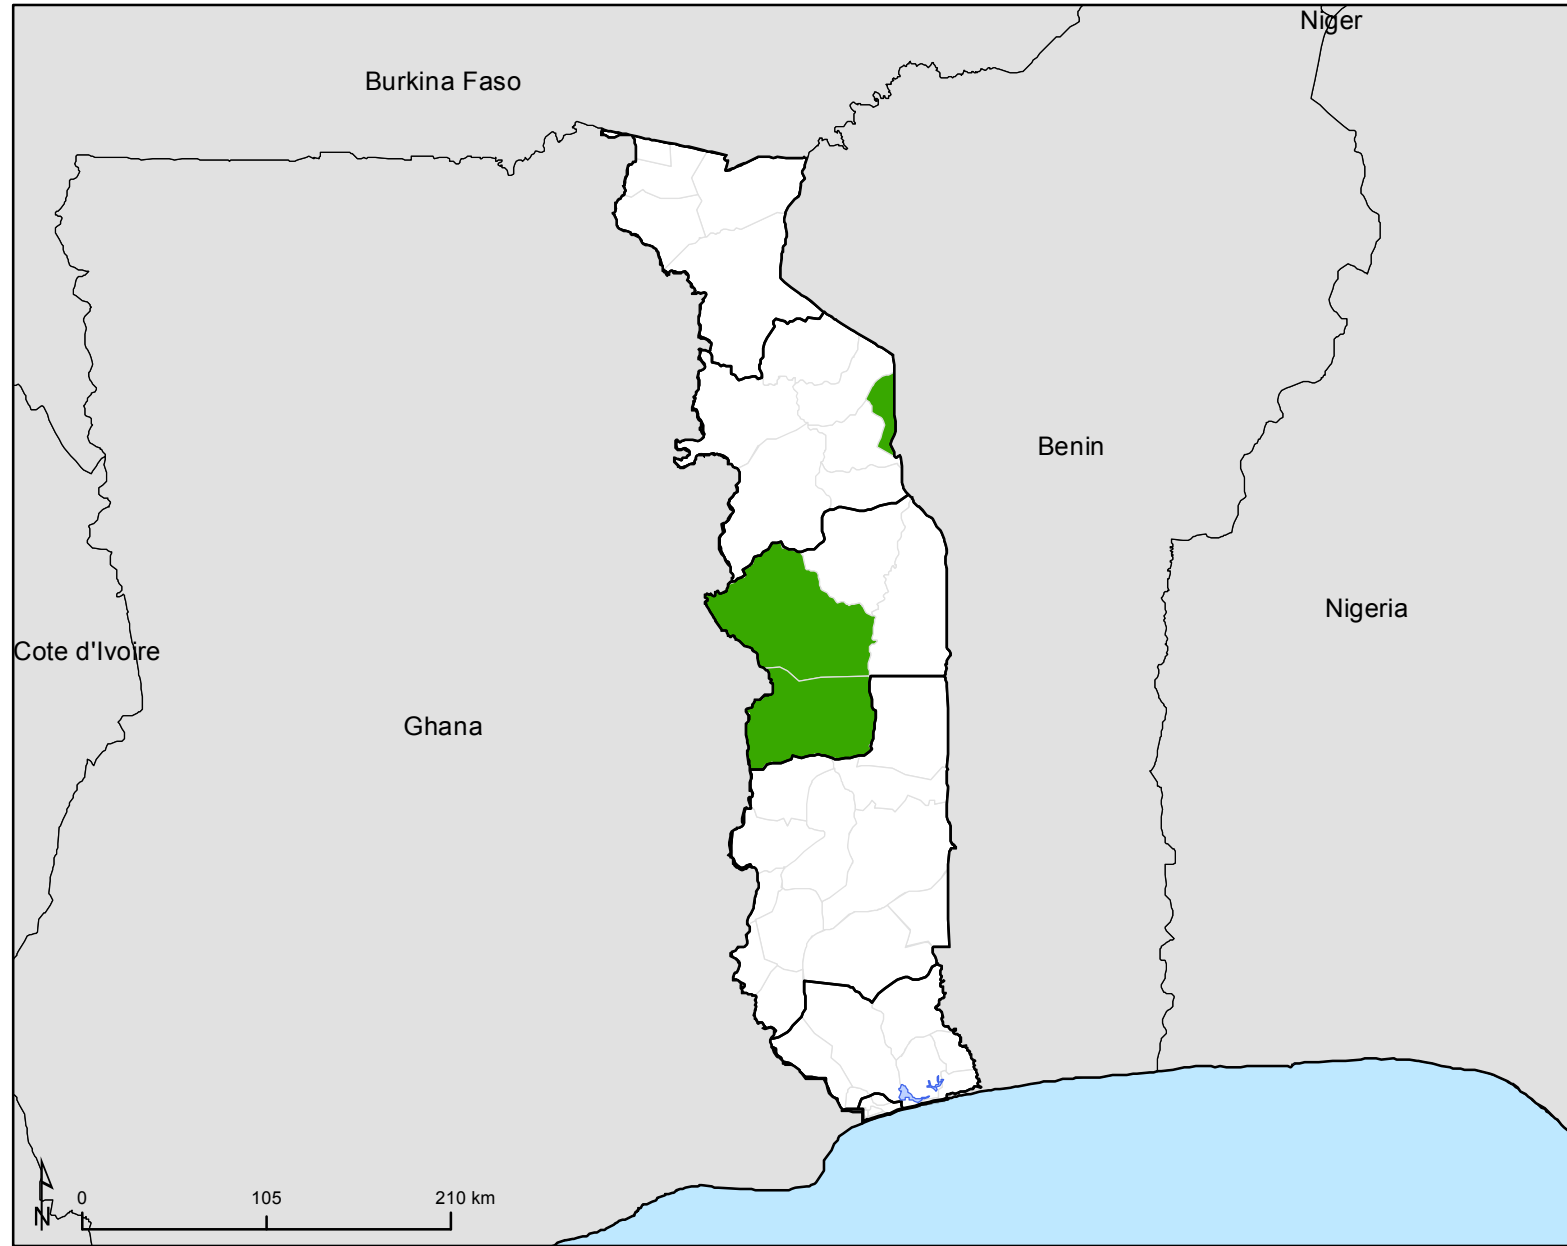 Niger
Burkina Faso
Benin
Nigeria
Cote d'Ivoire
Ghana
0 105 210 km
N